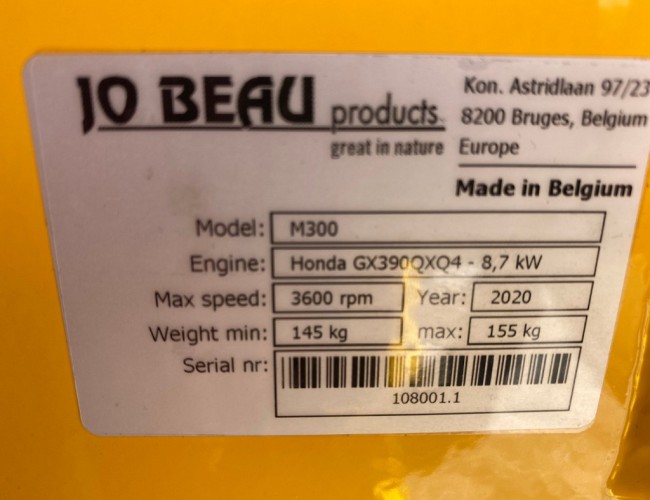 JO BEAU products
great in nature
Kon. Astridlaan 97/23
8200 Bruges, Belgium
Europe
Made in Belgium
Model: M300
Engine: Honda GX390QXQ4 - 8,7 kW
Max speed: 3600 rpm Year: 2020
Weight min: 145 kg max: 155 kg
Serial nr:
108001.1